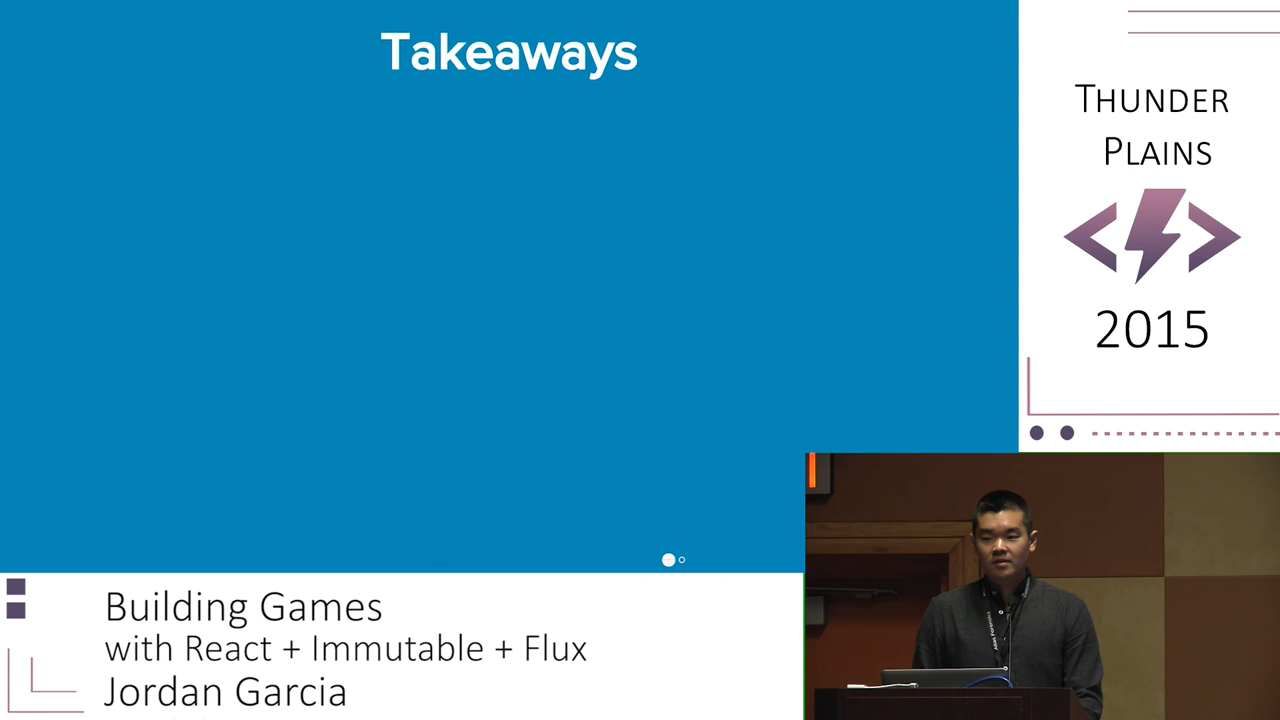 Takeaways
THUNDER
PLAINS
2015
Building Games
with React + Immutable + Flux
Jordan Garcia